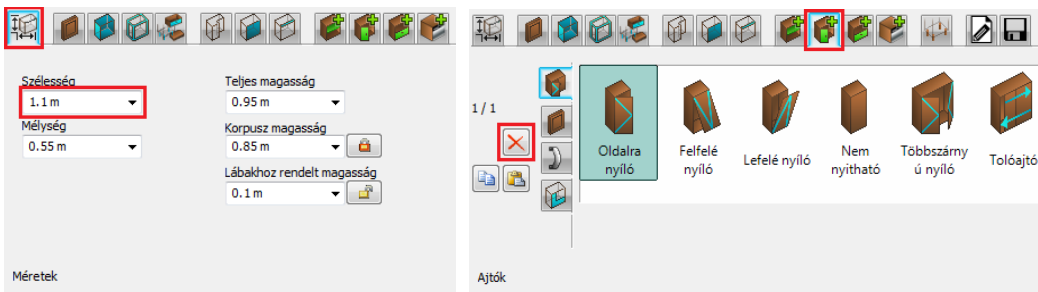 Szélesség
1.1 m
Mélység
0.55 m
Teljes magasság
0.95 m
Korpusz magasság
0.85 m
Lábakhoz rendelt magasság
0.1 m
Méretek
1 / 1
Oldalra
nyíló
Felfelé
nyíló
Lefelé nyíló
Nem
nyitható
Többszárny
ú nyíló
Tolóajtó
Ajtók